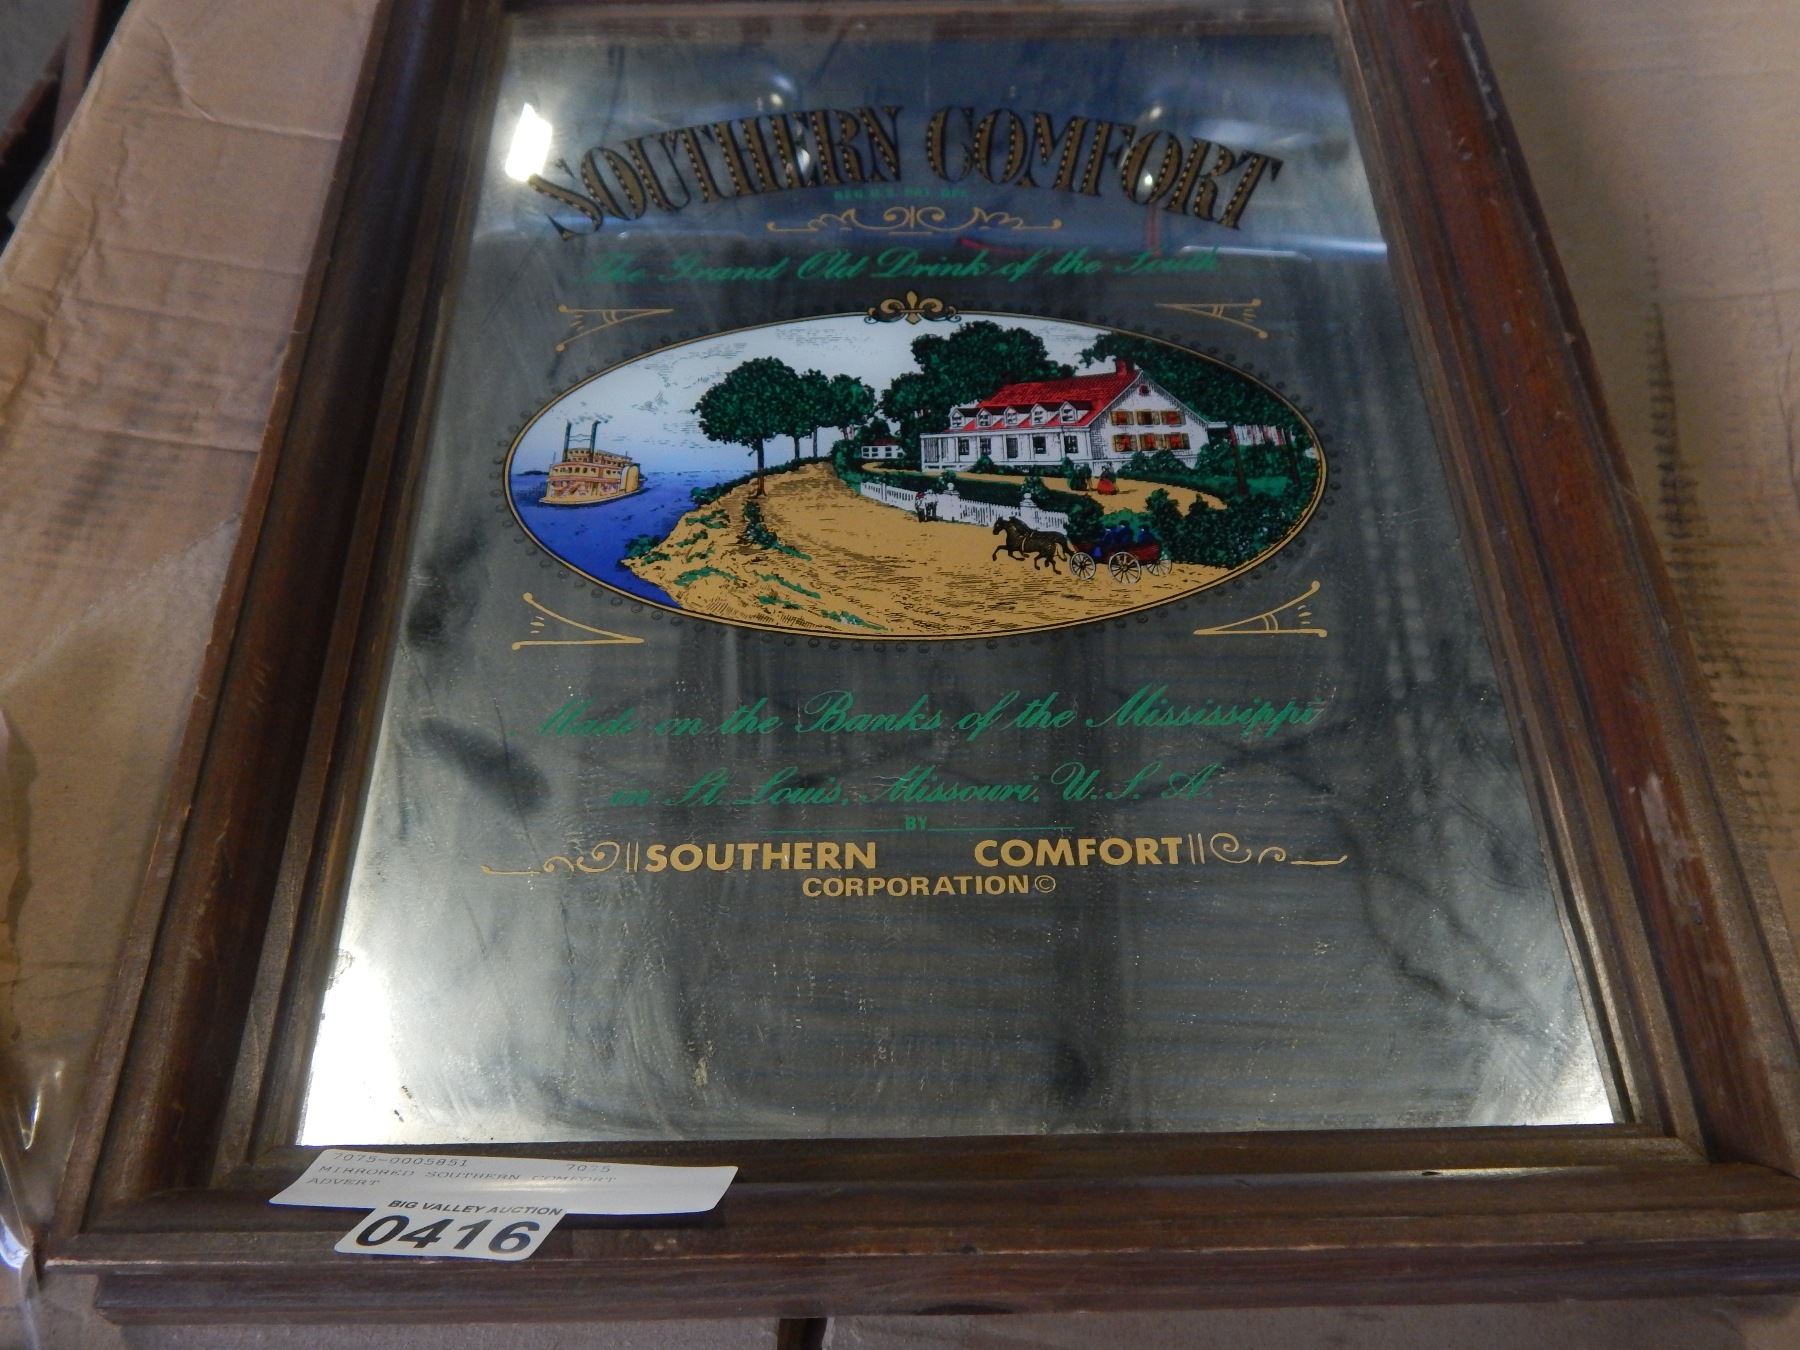 SOUTHERN COMFORT
REG U.S. PAT. OFF.
The Grand Old Drink of the South
Made on the Banks of the Mississippi
in St. Louis, Missouri, U. S. A.
BY
SOUTHERN COMFORT
CORPORATION©
7075-0005851 7075
MIRRORED SOUTHERN COMFORT
ADVERT
BIG VALLEY AUCTION
0416